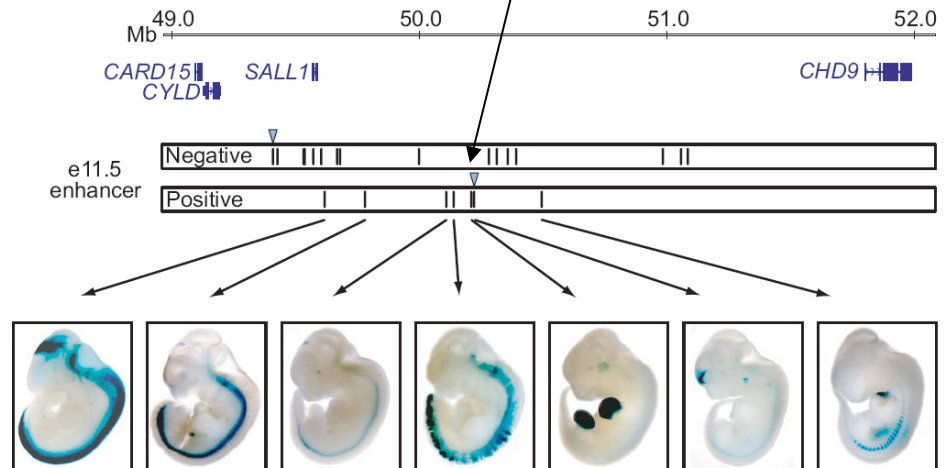 49.0 50.0 51.0 52.0
Mb
CARD15 SALL1 CHD9
CYLD
Negative
e11.5
enhancer
Positive